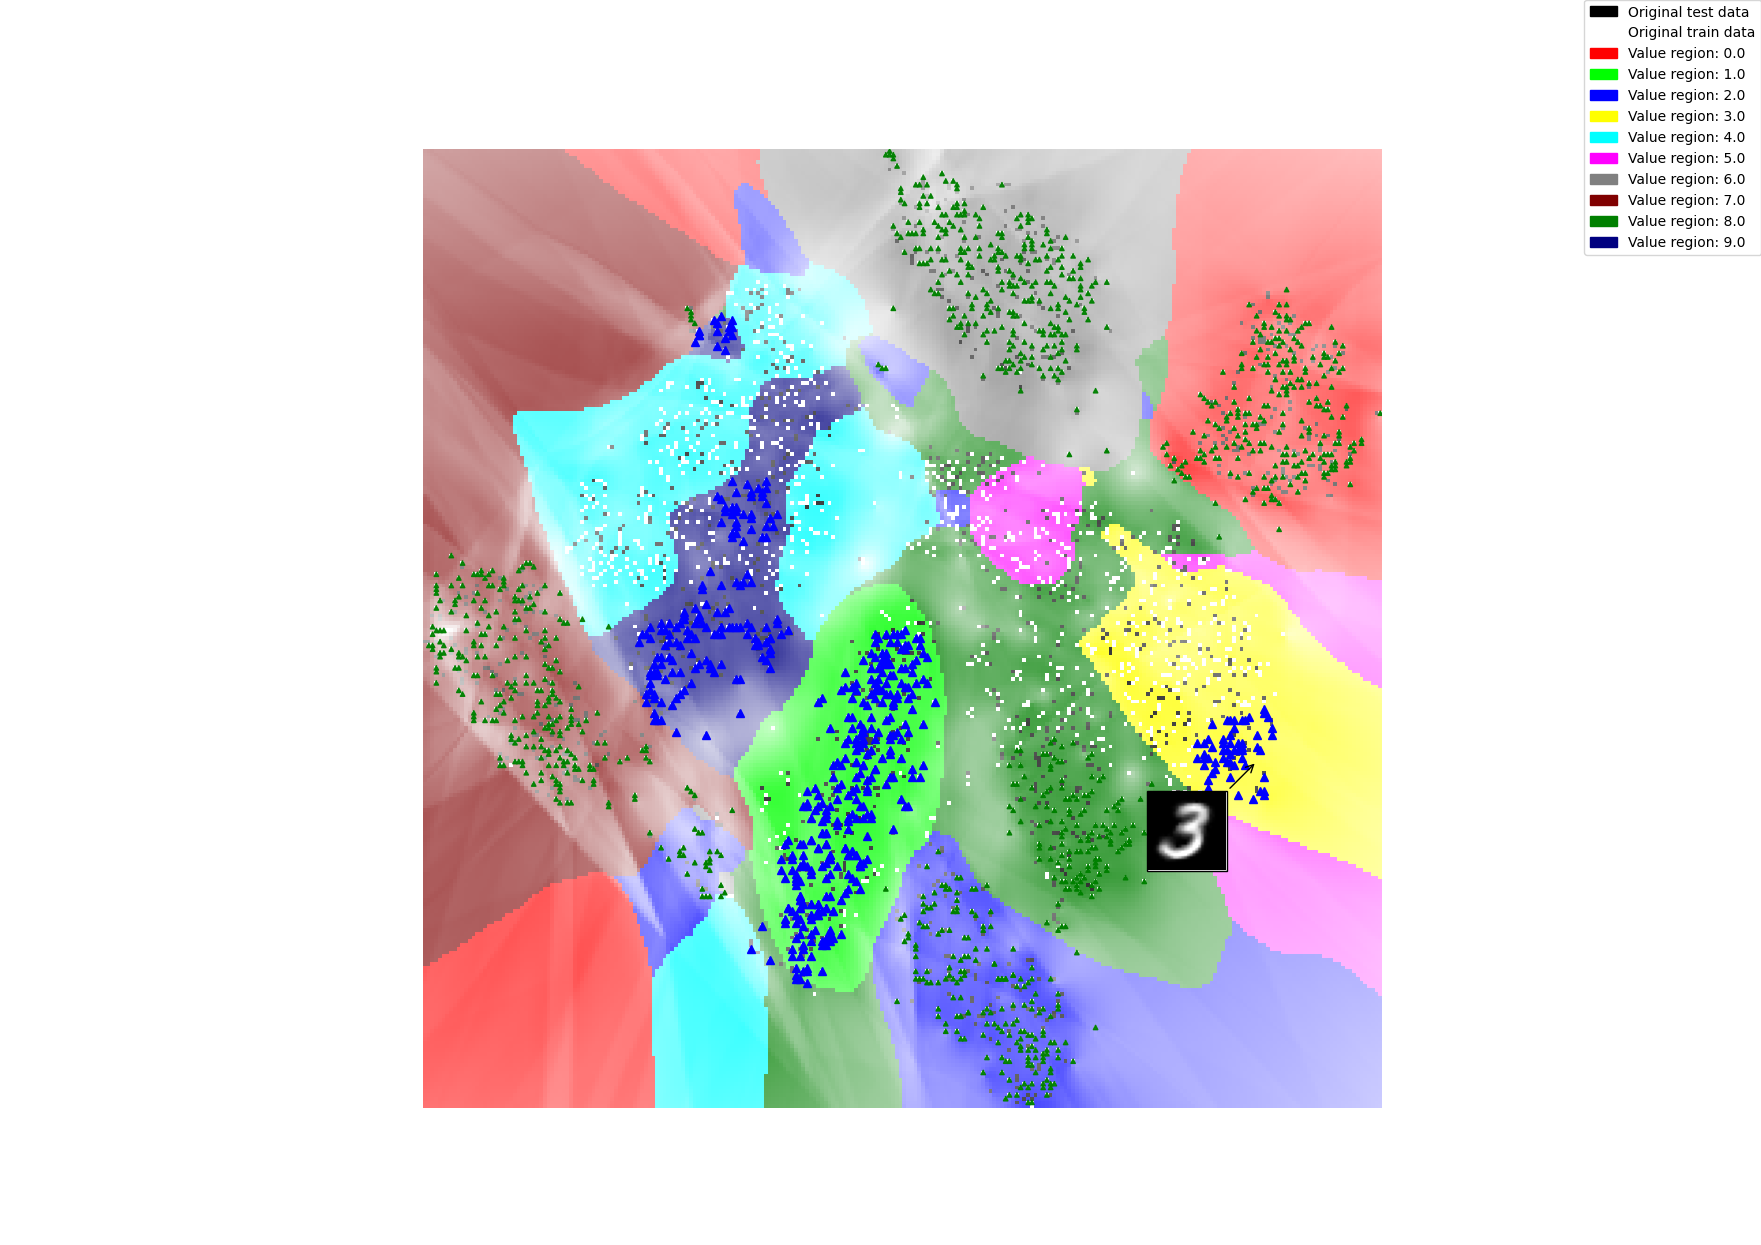 Original test data
Original train data
Value region: 0.0
Value region: 1.0
Value region: 2.0
Value region: 3.0
Value region: 4.0
Value region: 5.0
Value region: 6.0
Value region: 7.0
Value region: 8.0
Value region: 9.0
3